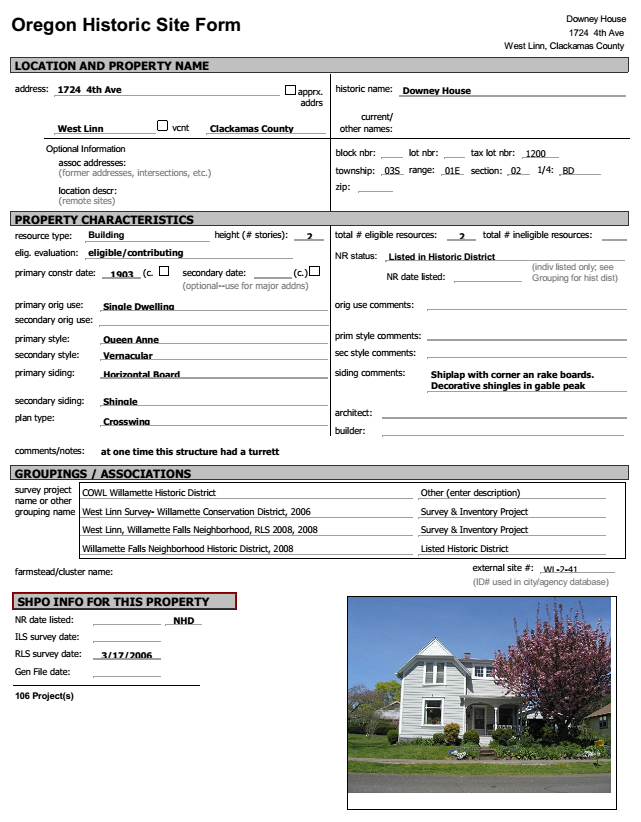 Oregon Historic Site Form
Downey House
1724 4th Ave
West Linn, Clackamas County
LOCATION AND PROPERTY NAME
address: 1724 4th Ave
apprx. addrs
historic name: Downey House
current/ other names:
West Linn vcnt Clackamas County
Optional Information
assoc addresses:
(former addresses, intersections, etc.)
location descr:
(remote sites)
block nbr: lot nbr: tax lot nbr: 1200
township: 03S range: 01E section: 02 1/4: BD
zip:
PROPERTY CHARACTERISTICS
resource type: Building height (# stories): 2
total # eligible resources: 2 total # ineligible resources:
elig. evaluation: eligible/contributing
NR status: Listed in Historic District
primary constr date: 1903 (c. secondary date: (c.)
(optional--use for major addns)
NR date listed:
(indiv listed only; see
Grouping for hist dist)
primary orig use: Single Dwelling
orig use comments:
secondary orig use:
primary style: Queen Anne
prim style comments:
secondary style: Vernacular
sec style comments:
primary siding: Horizontal Board
siding comments: Shiplap with corner an rake boards.
Decorative shingles in gable peak
secondary siding: Shingle
plan type: Crosswing
architect:
builder:
comments/notes: at one time this structure had a turrett
GROUPINGS / ASSOCIATIONS
survey project
name or other
grouping name
COWL Willamette Historic District Other (enter description)
West Linn Survey- Willamette Conservation District, 2006 Survey & Inventory Project
West Linn, Willamette Falls Neighborhood, RLS 2008, 2008 Survey & Inventory Project
Willamette Falls Neighborhood Historic District, 2008 Listed Historic District
farmstead/cluster name:
external site #: WL-2-41
(ID# used in city/agency database)
SHPO INFO FOR THIS PROPERTY
NR date listed: NHD
ILS survey date:
RLS survey date: 3/17/2006
Gen File date:
106 Project(s)